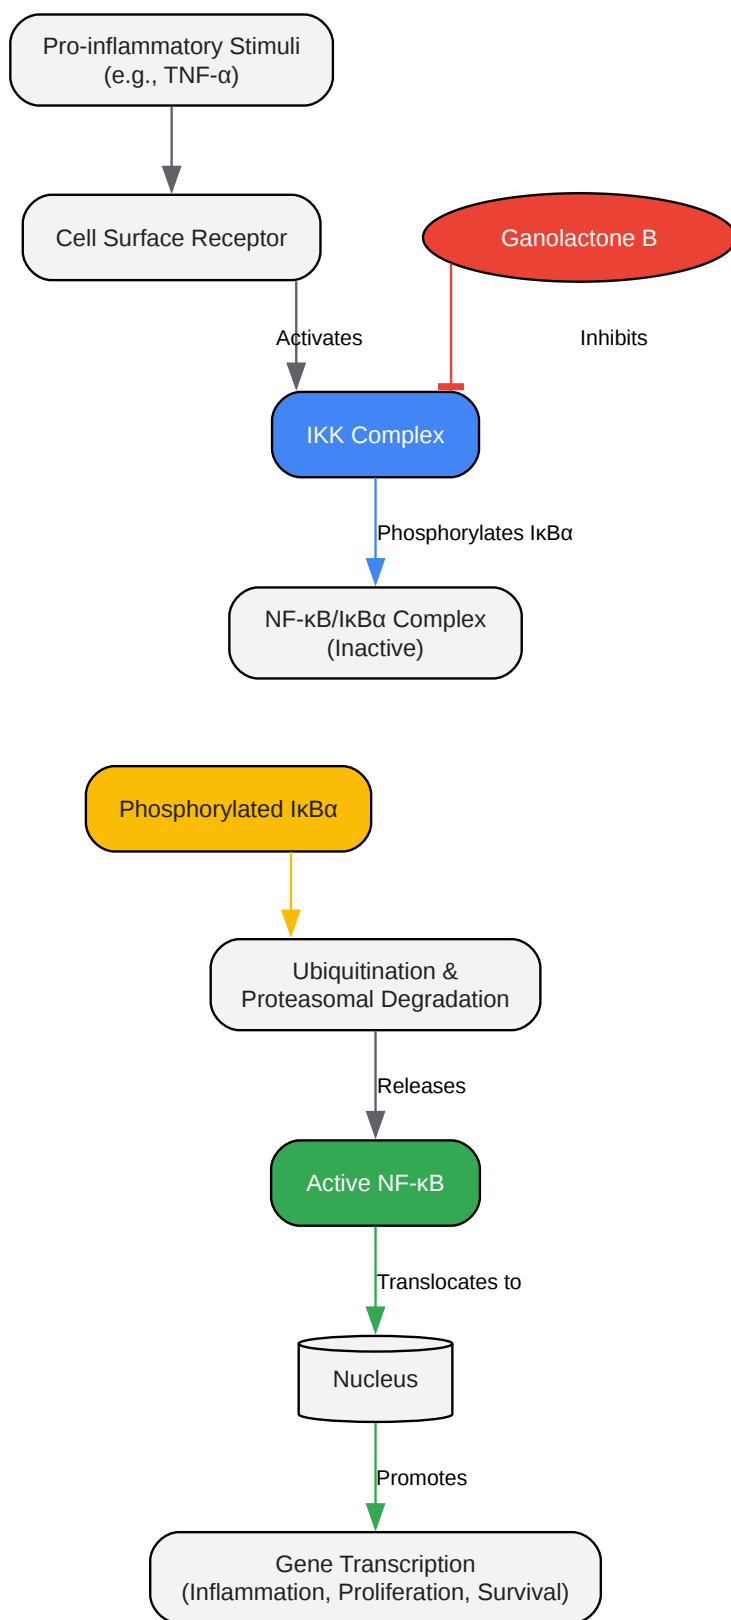 Pro-inflammatory Stimuli
(e.g., TNF-α)
Cell Surface Receptor
Ganolactone B
Activates
Inhibits
IKK Complex
Phosphorylates IκBα
NF-κB/IκBα Complex
(Inactive)
Phosphorylated IκBα
Ubiquitination &
Proteasomal Degradation
Releases
Active NF-κB
Translocates to
Nucleus
Promotes
Gene Transcription
(Inflammation, Proliferation, Survival)